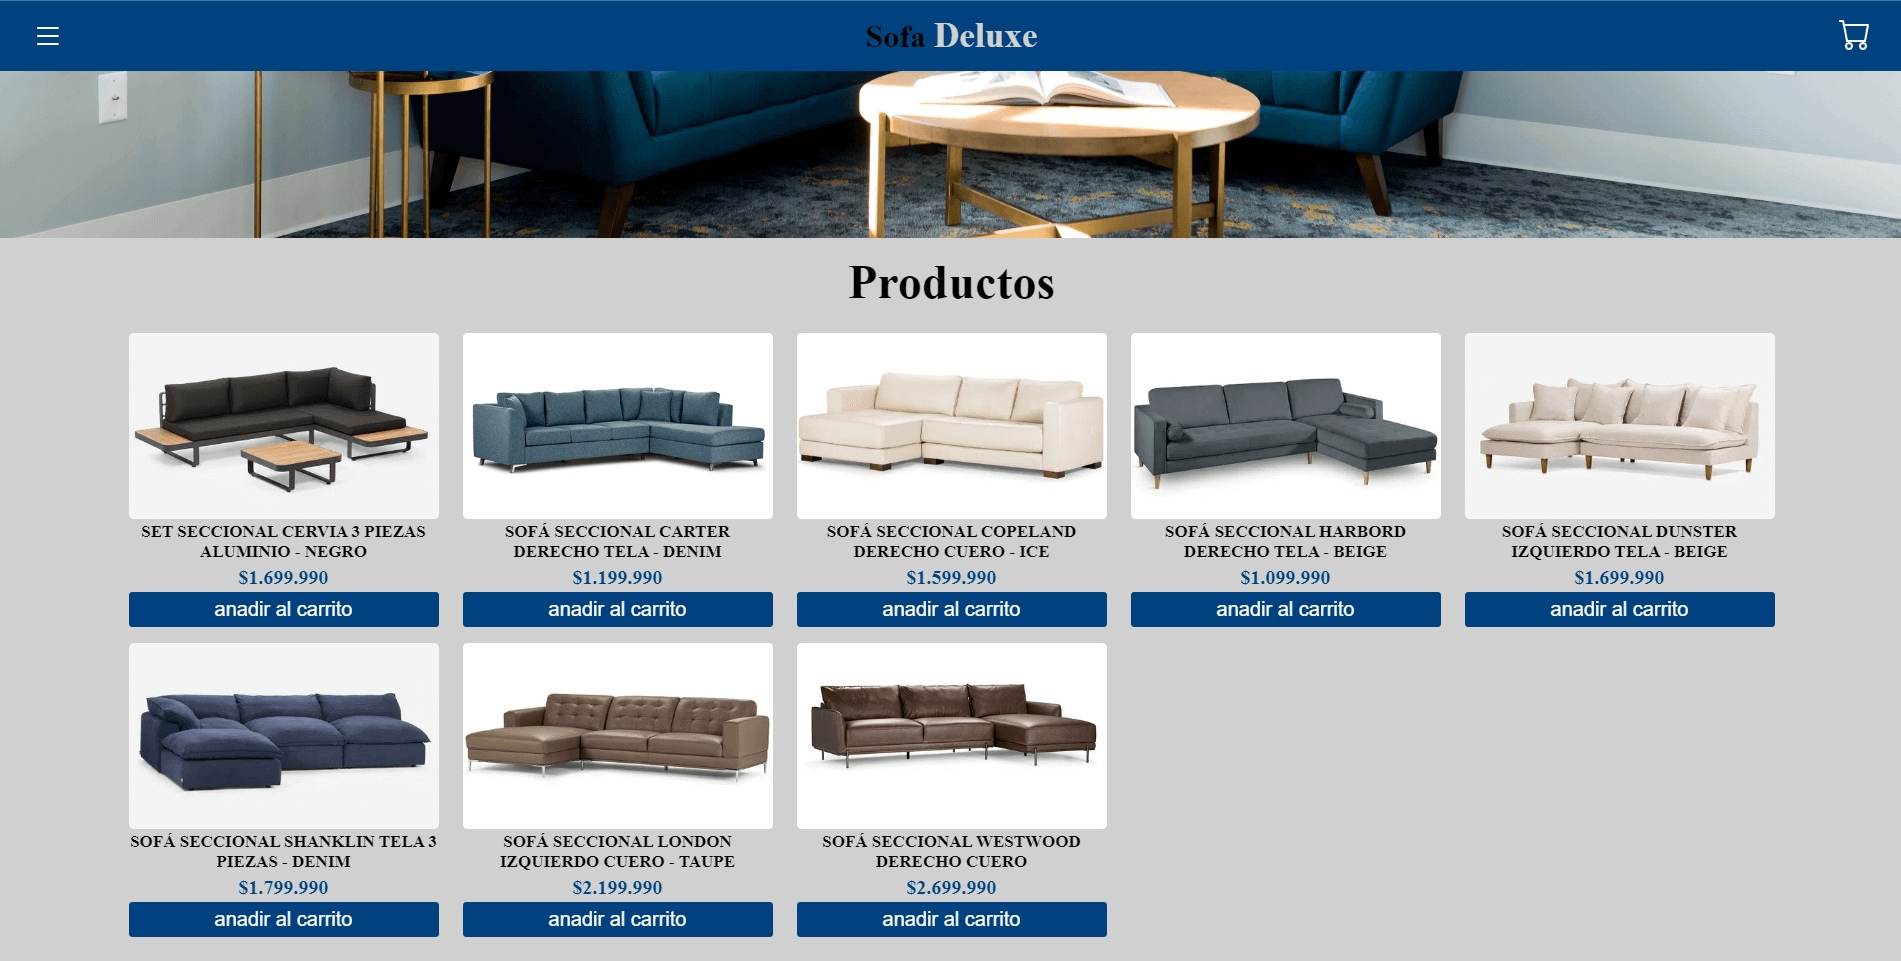 Sofa Deluxe
Productos
SET SECCIONAL CERVIA 3 PIEZAS
ALUMINIO - NEGRO
$1.699.990
anadir al carrito
SOFÁ SECCIONAL CARTER
DERECHO TELA - DENIM
$1.199.990
anadir al carrito
SOFÁ SECCIONAL COPELAND
DERECHO CUERO - ICE
$1.599.990
anadir al carrito
SOFÁ SECCIONAL HARBORD
DERECHO TELA - BEIGE
$1.099.990
anadir al carrito
SOFÁ SECCIONAL DUNSTER
IZQUIERDO TELA - BEIGE
$1.699.990
anadir al carrito
SOFÁ SECCIONAL SHANKLIN TELA 3
PIEZAS - DENIM
$1.799.990
anadir al carrito
SOFÁ SECCIONAL LONDON
IZQUIERDO CUERO - TAUPE
$2.199.990
anadir al carrito
SOFÁ SECCIONAL WESTWOOD
DERECHO CUERO
$2.699.990
anadir al carrito